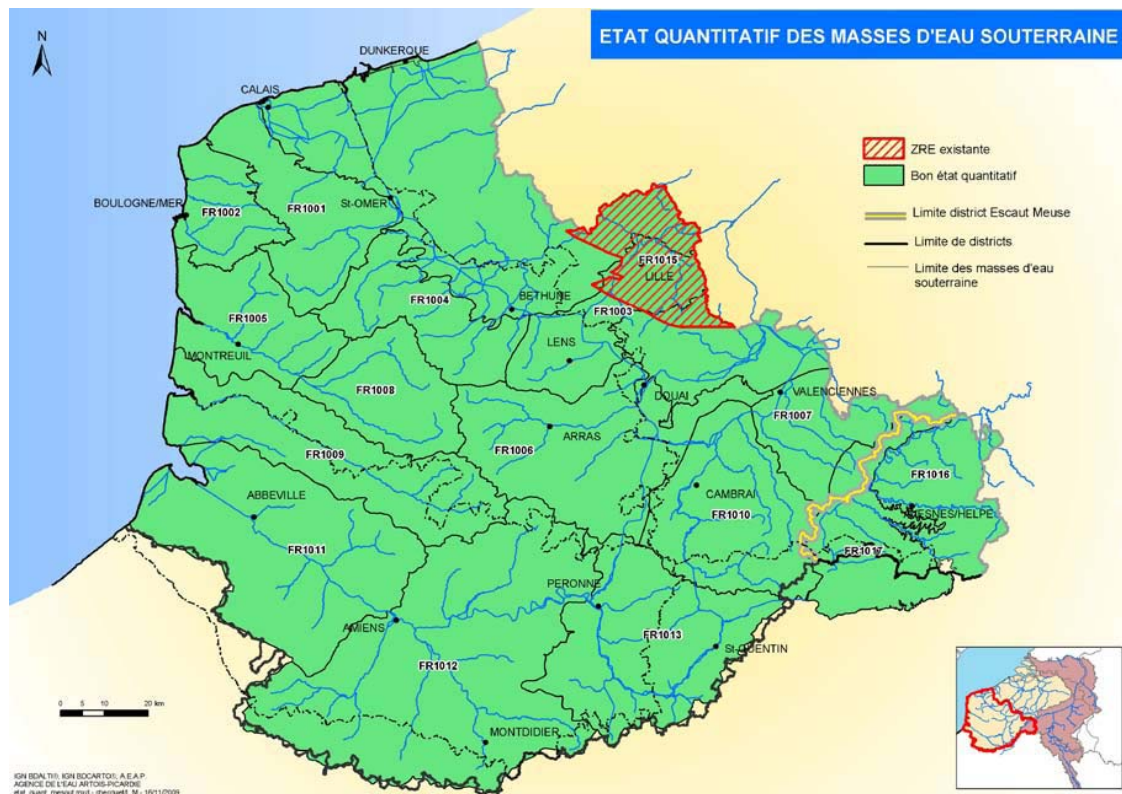 ETAT QUANTITATIF DES MASSES D'EAU SOUTERRAINE
N
DUNKERQUE
CALAIS
ZRE existante
Bon état quantitatif
Limite district Escaut Meuse
Limite de districts
Limite des masses d'eau
souterraine
BOULOGNE/MER
FR1002
FR1001
St-OMER
FR1015
LILLE
FR1004
BETHUNE
FR1003
FR1005
MONTREUIL
LENS
FR1008
DOUAI
VALENCIENNES
FR1007
ARRAS
FR1006
FR1009
FR1016
CAMBRAI
FR1010
ABBEVILLE
FR1011
FR1017
PERONNE
AMIENS
FR1013
St-QUENTIN
FR1012
MONTDIDIER
0 5 10 20 km
IGN BDALTI®, IGN BDCARTO®, A.E.A.P.
AGENCE DE L'EAU ARTOIS-PICARDIE